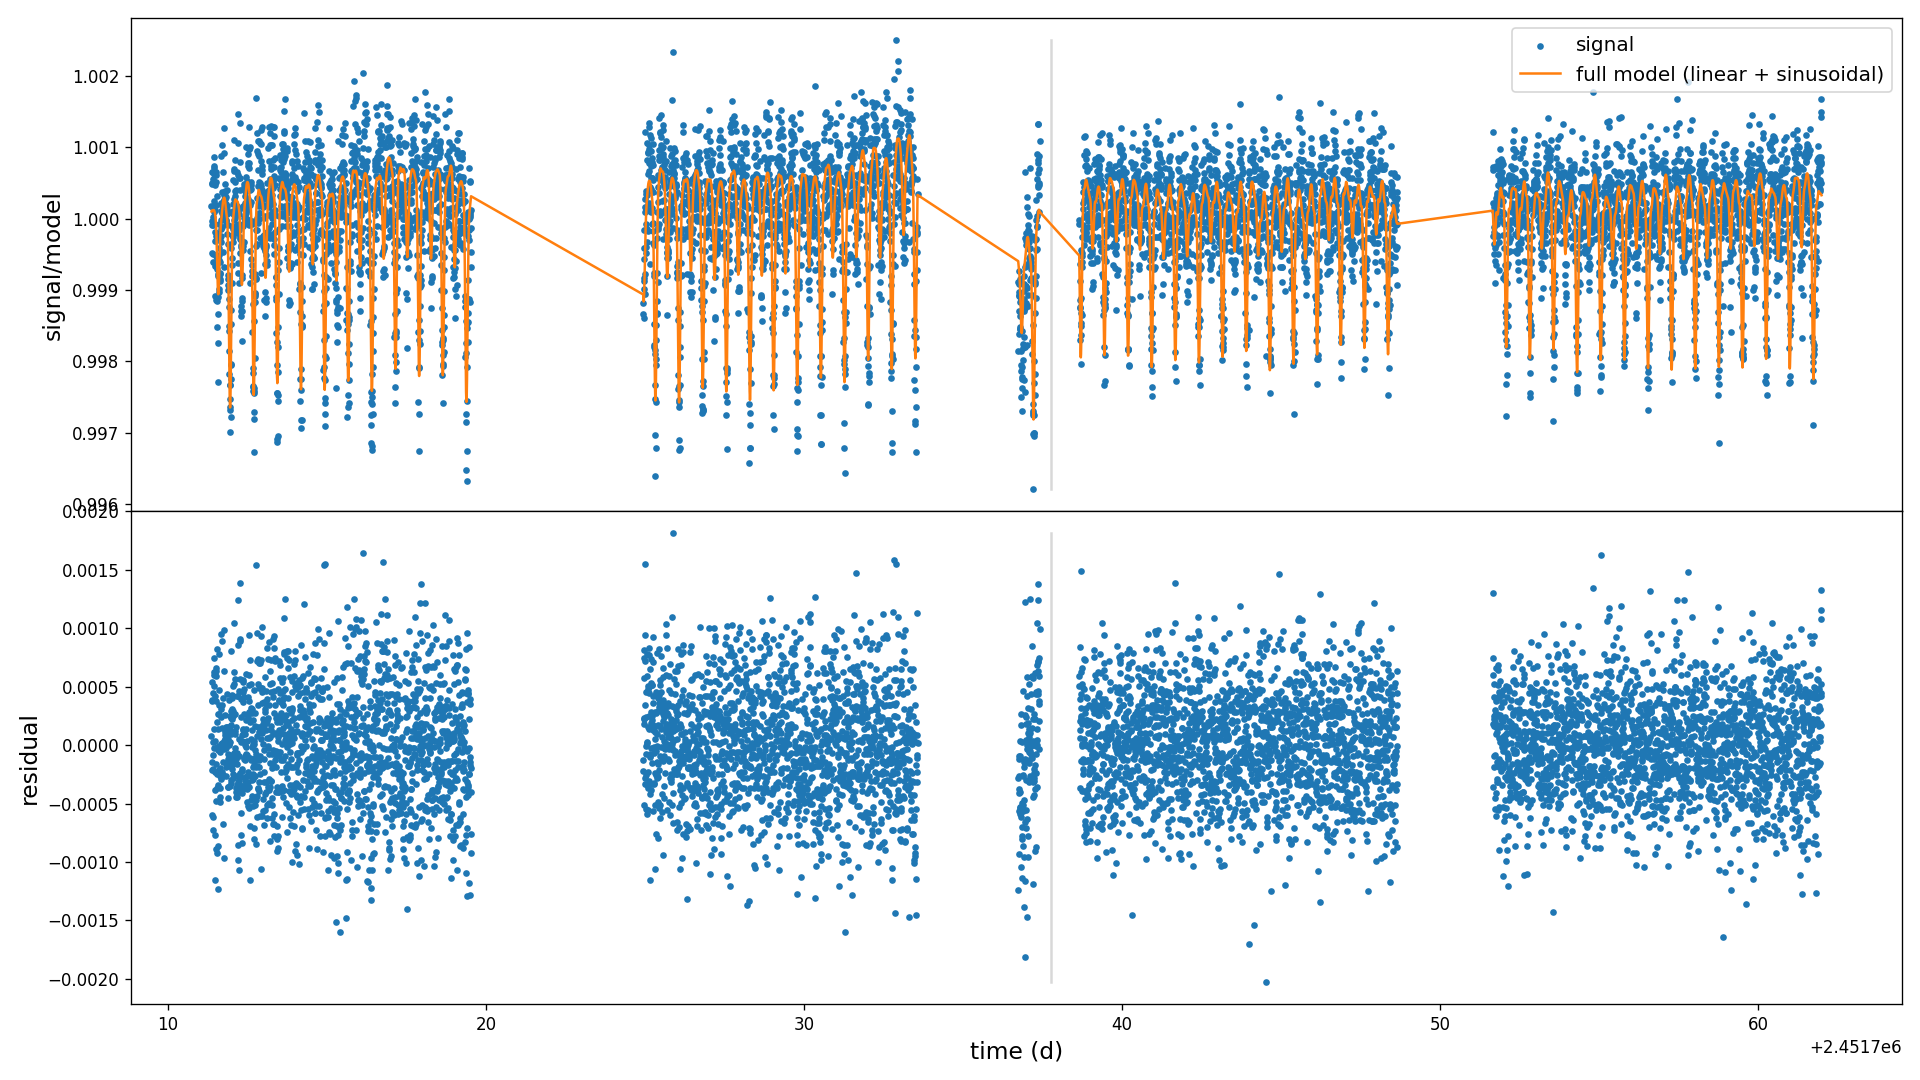 signal
full model (linear + sinusoidal)
signal/model
1.002
1.001
1.000
0.999
0.998
0.997
0.996
0.0020
0.0015
0.0010
0.0005
0.0000
−0.0005
−0.0010
−0.0015
−0.0020
residual
10 20 30 40 50 60
time (d)
+2.4517e6